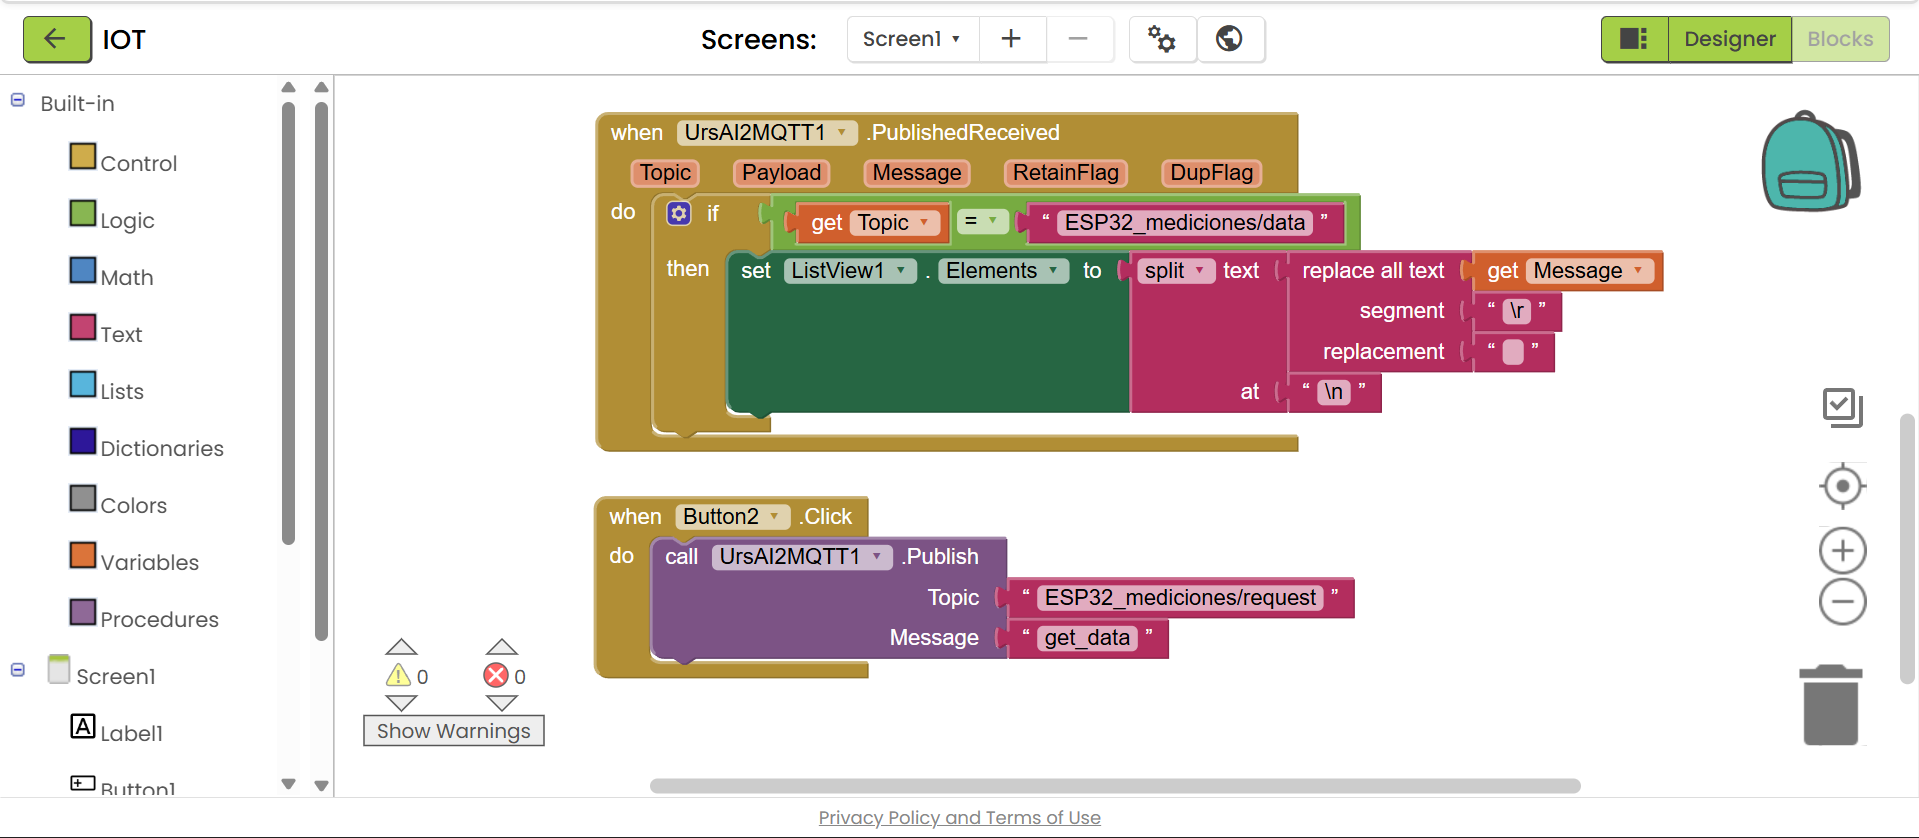 IOT
Screens: Screen1 ▾ + −
Designer Blocks
Built-in
Control
Logic
Math
Text
Lists
Dictionaries
Colors
Variables
Procedures
Screen1
Label1
Button1
when UrsAI2MQTT1 .PublishedReceived
Topic Payload Message RetainFlag DupFlag
do if get Topic = “ ESP32_mediciones/data ”
then set ListView1 . Elements to split text replace all text get Message
segment “ \r ”
replacement “ ”
at “ \n ”
when Button2 .Click
do call UrsAI2MQTT1 .Publish
Topic “ ESP32_mediciones/request ”
Message “ get_data ”
0 0
Show Warnings
Privacy Policy and Terms of Use